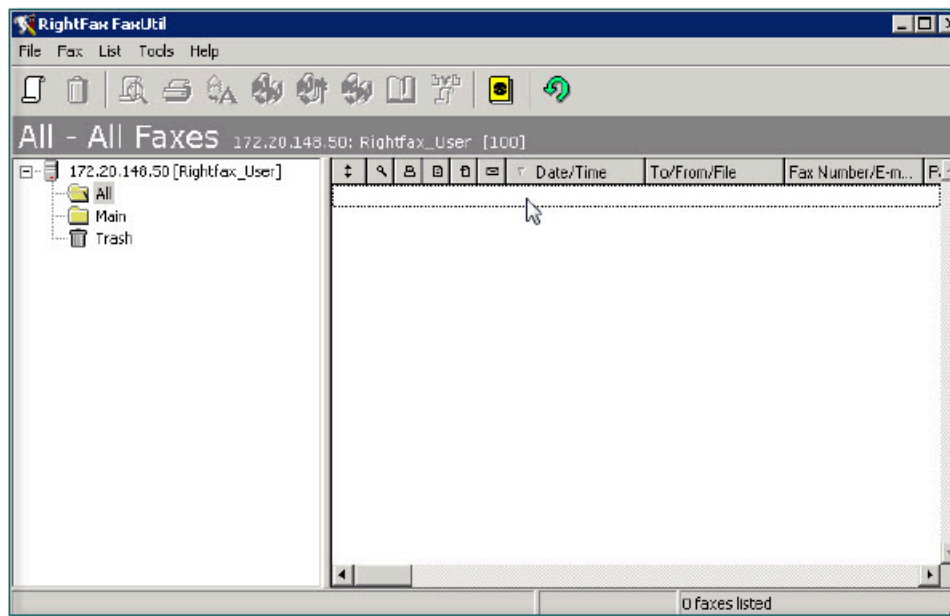 RightFax FaxUtil
File Fax List Tools Help
All - All Faxes 172.20.148.50: Rightfax_User [100]
172.20.148.50 [Rightfax_User]
All
Main
Trash
Date/Time To/From/File Fax Number/E-m... P.
0 faxes listed